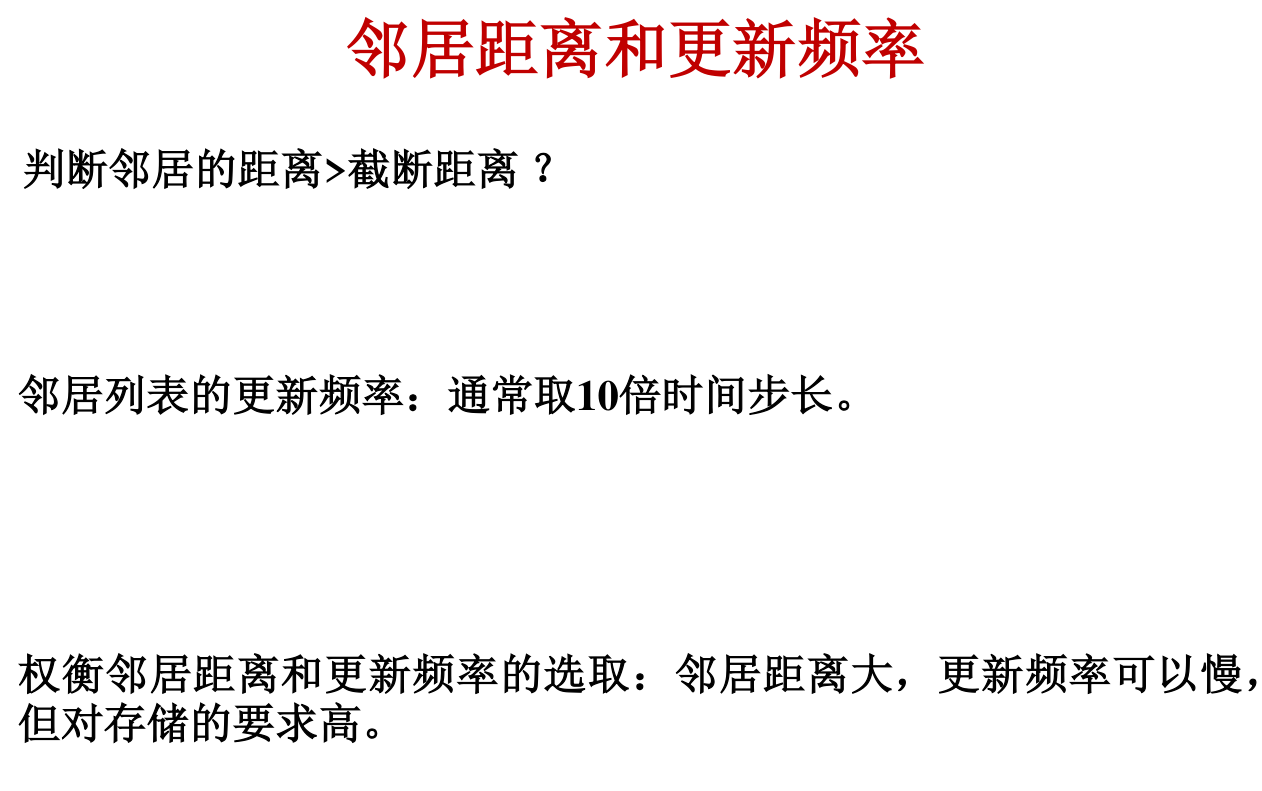 邻居距离和更新频率
判断邻居的距离>截断距离？
邻居列表的更新频率：通常取10倍时间步长。
权衡邻居距离和更新频率的选取：邻居距离大，更新频率可以慢，
但对存储的要求高。